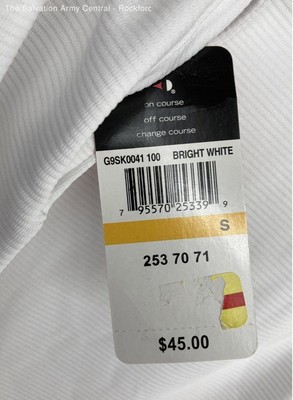 The Salvation Army Central - Rockford
on course
off course
change course
G9SK0041 100 BRIGHT WHITE
7 95570 25339 9
S
253 70 71
$45.00